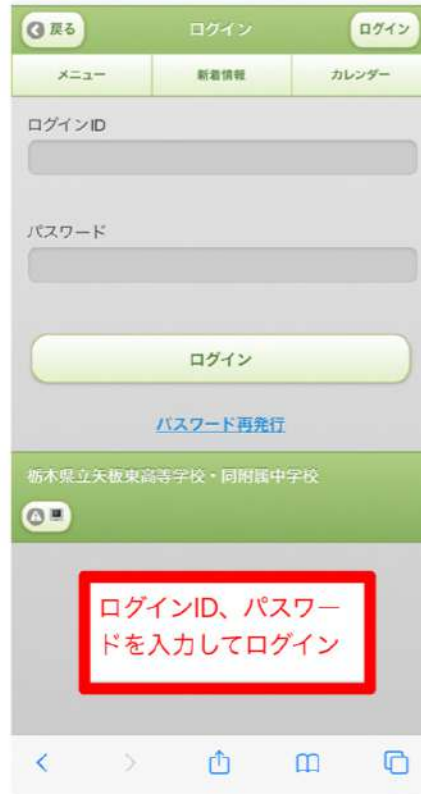 戻る
ログイン
ログイン
メニュー
新着情報
カレンダー
ログインID
パスワード
ログイン
パスワード再発行
栃木県立矢板東高等学校・同附属中学校
ログインID、パスワー
ドを入力してログイン